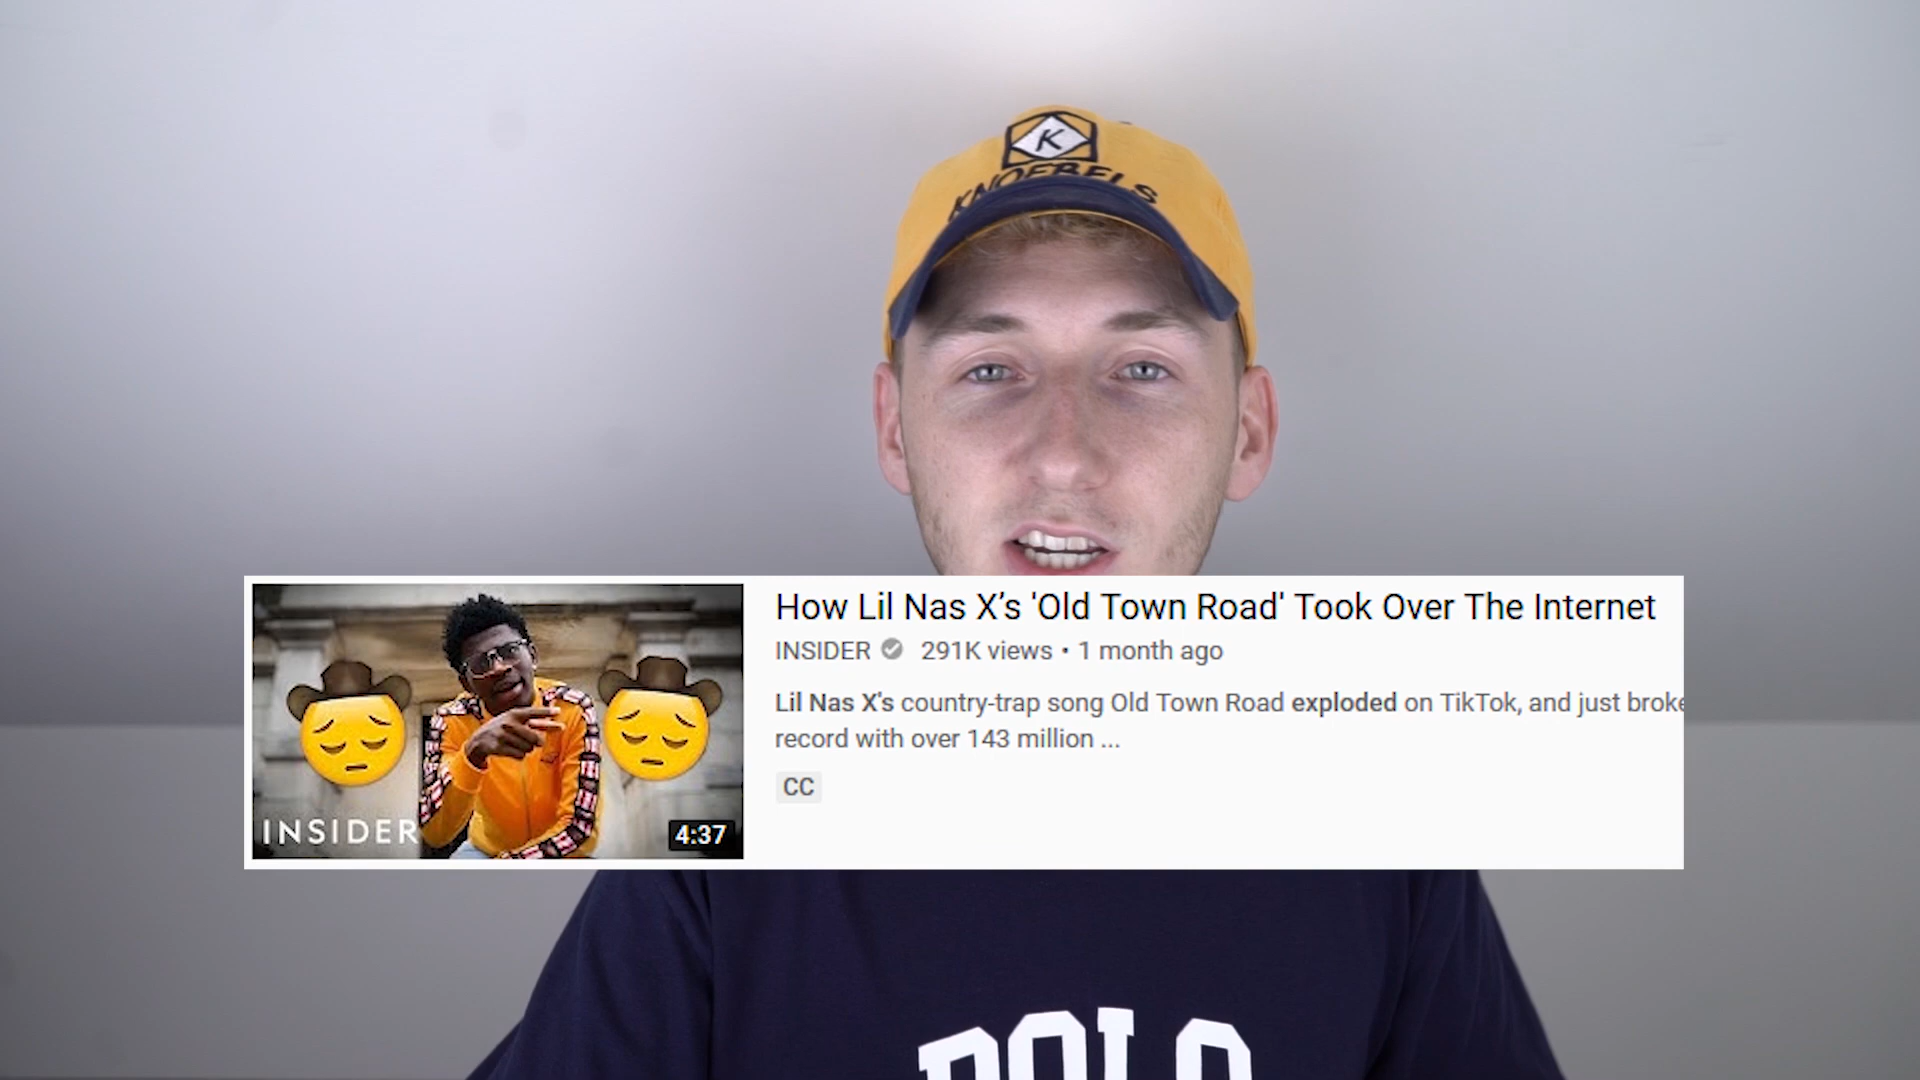 K
KNOEBELS
How Lil Nas X’s 'Old Town Road' Took Over The Internet
INSIDER 291K views • 1 month ago
Lil Nas X's country-trap song Old Town Road exploded on TikTok, and just broke
record with over 143 million ...
CC
INSIDER
4:37
POLO